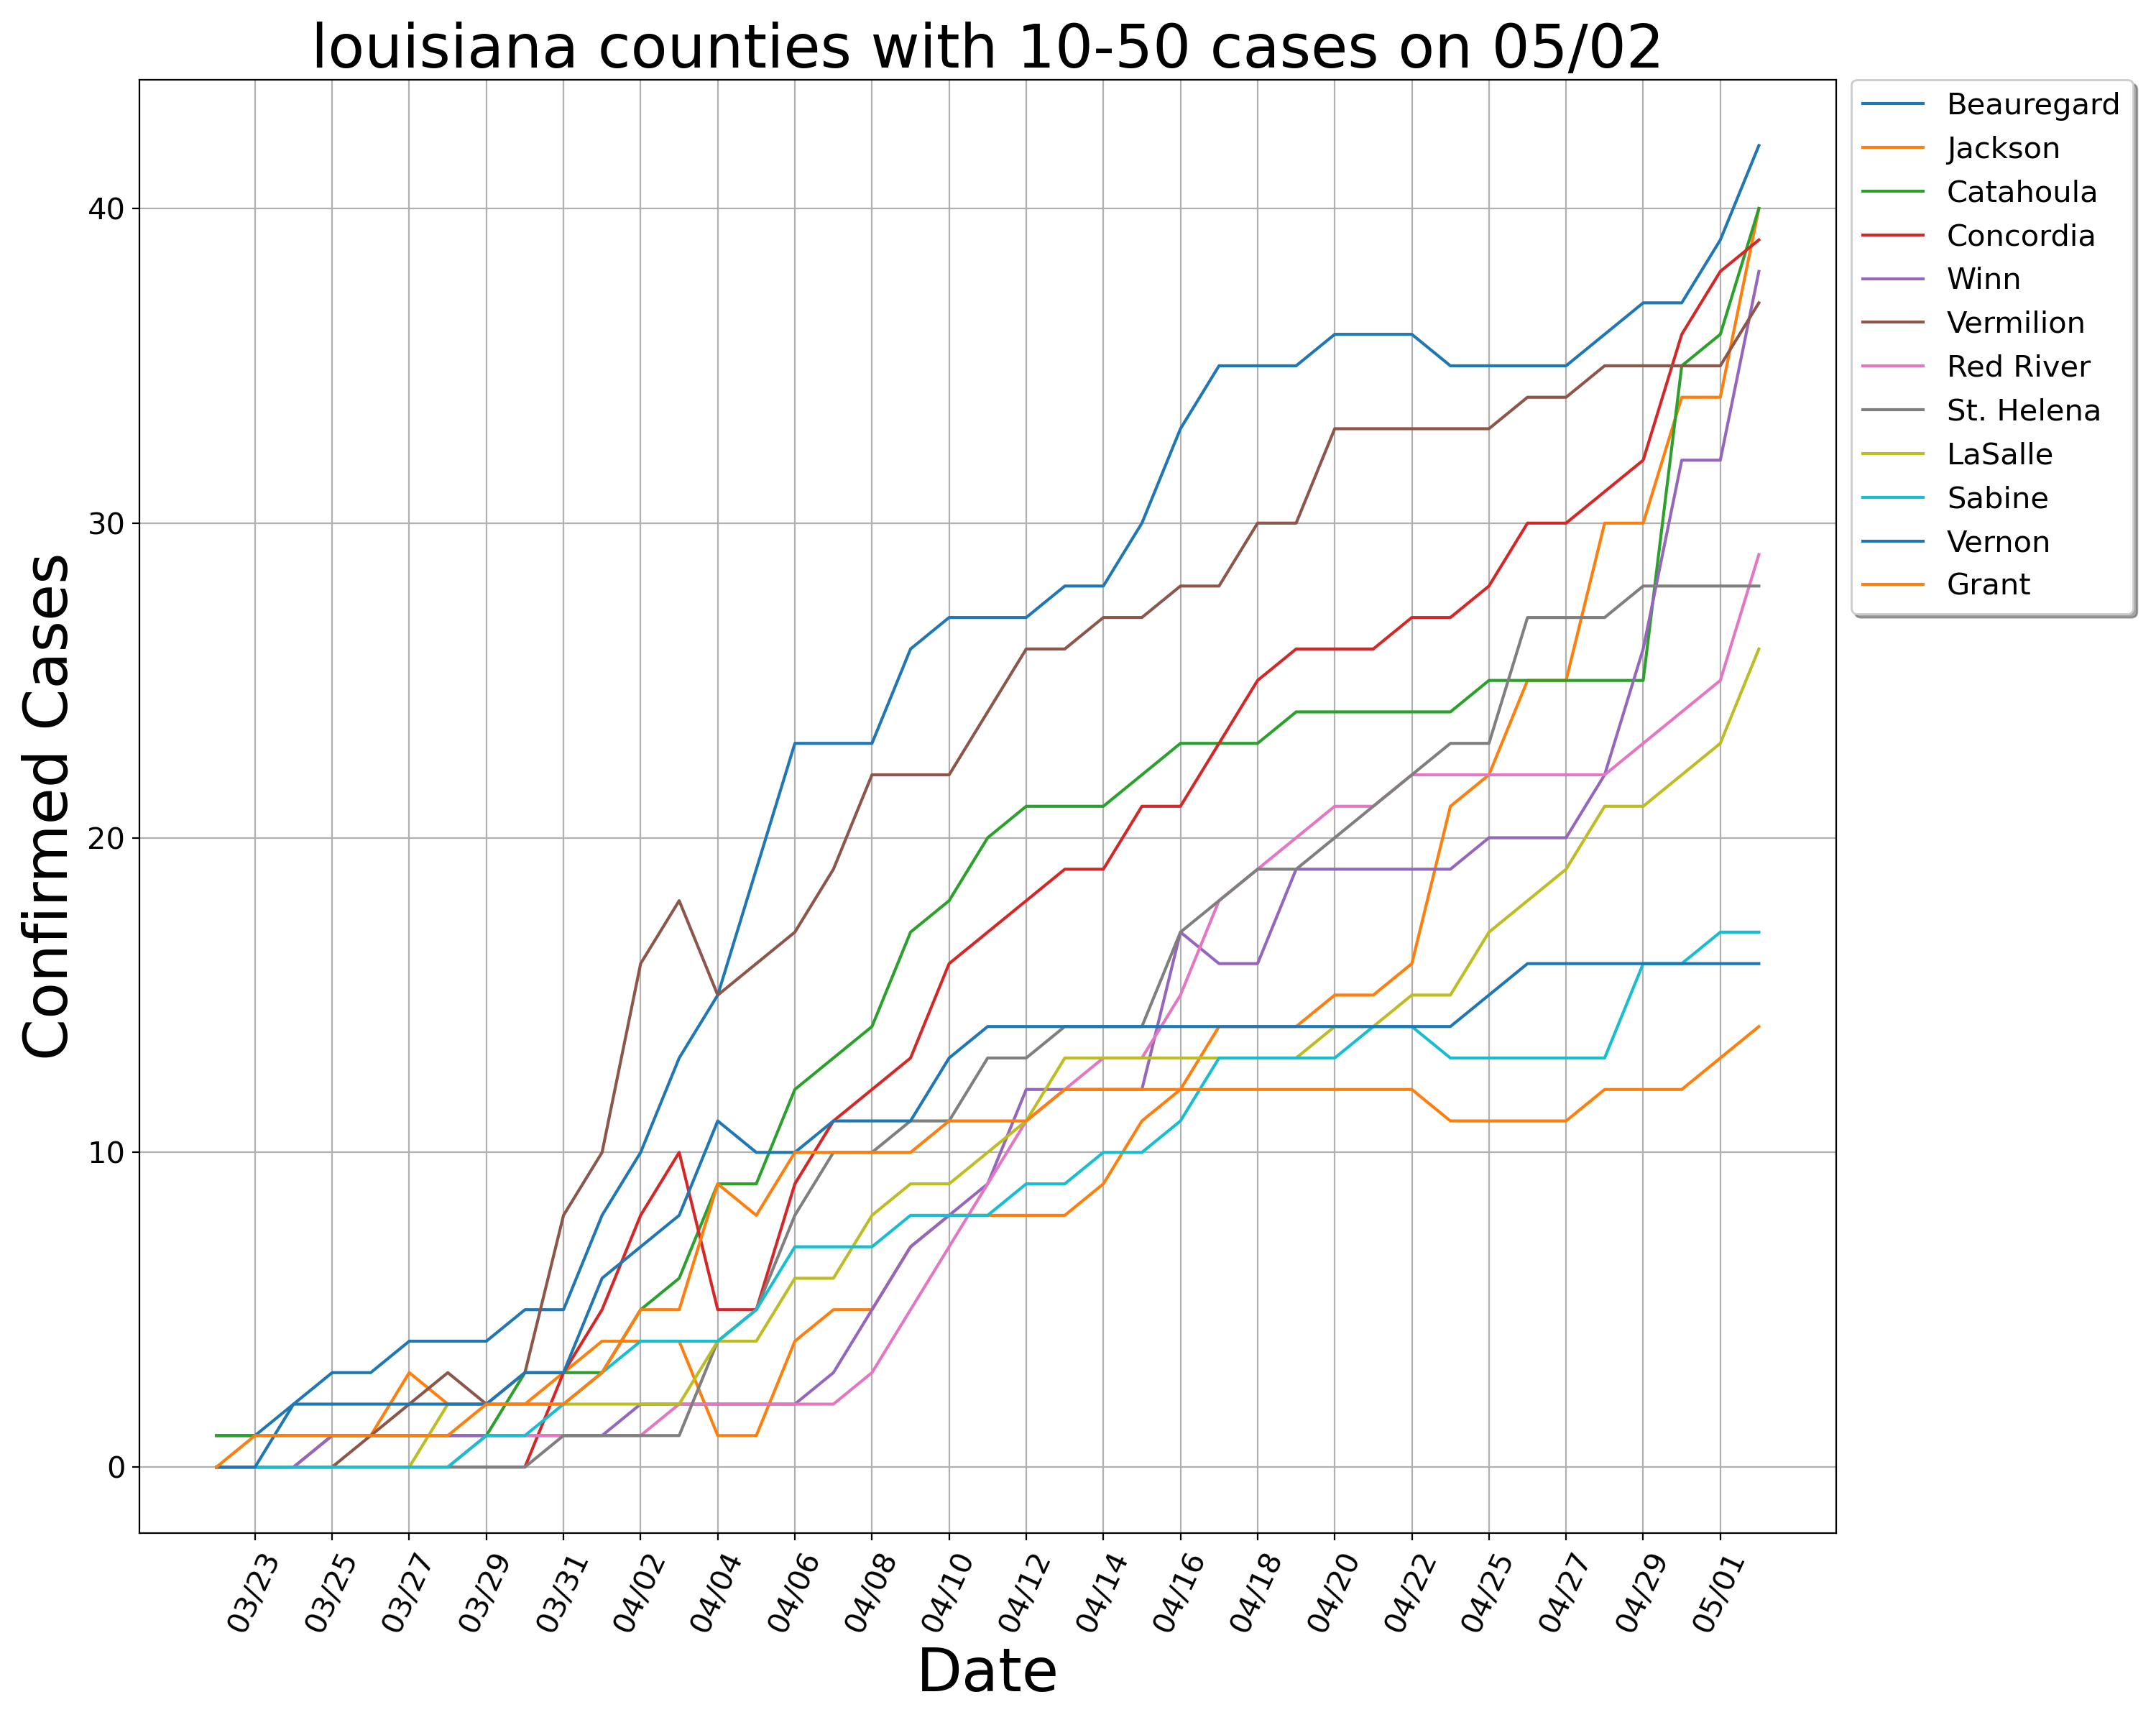 louisiana counties with 10-50 cases on 05/02
Confirmed Cases
40
30
20
10
0
03/23
03/25
03/27
03/29
03/31
04/02
04/04
04/06
04/08
04/10
04/12
04/14
04/16
04/18
04/20
04/22
04/25
04/27
04/29
05/01
Date
Beauregard
Jackson
Catahoula
Concordia
Winn
Vermilion
Red River
St. Helena
LaSalle
Sabine
Vernon
Grant